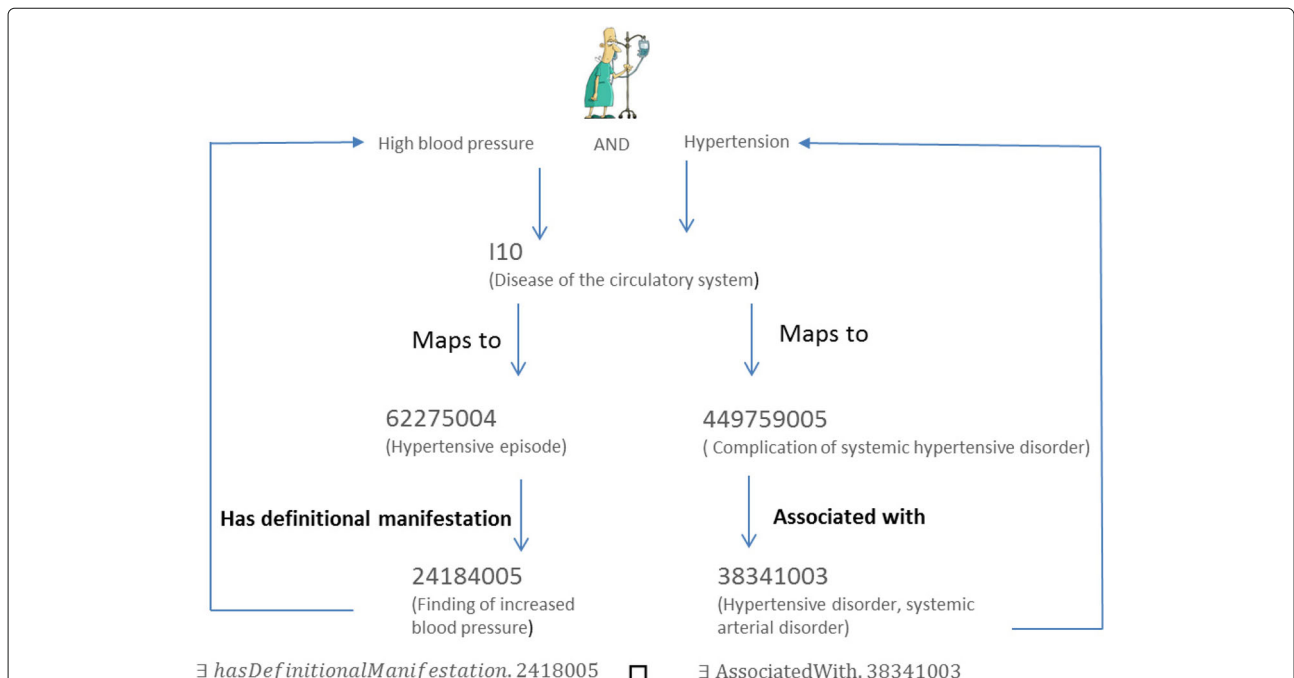 High blood pressure AND Hypertension
I10
(Disease of the circulatory system)
Maps to Maps to
62275004 449759005
(Hypertensive episode) ( Complication of systemic hypertensive disorder)
Has definitional manifestation Associated with
24184005 38341003
(Finding of increased (Hypertensive disorder, systemic
blood pressure) arterial disorder)
∃ hasDefinitionalManifestation. 2418005 ⊓ ∃ AssociatedWith. 38341003